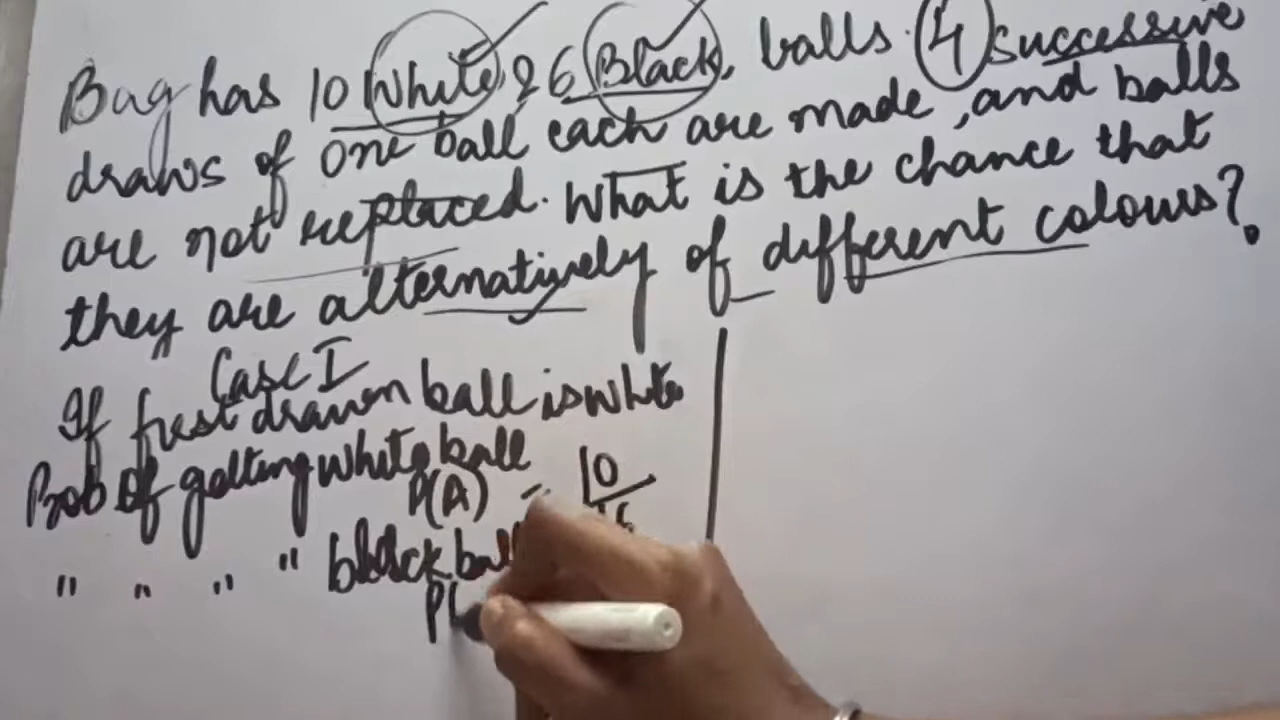 Bag has 10 White & 6 Black balls. 4 successive
draws of one ball each are made, and balls
are not replaced. What is the chance that
they are alternatively of different colours?
Case I
If first drawn ball is white
Prob of getting white ball
P(A) = 10/16
" " " " black ball
P(